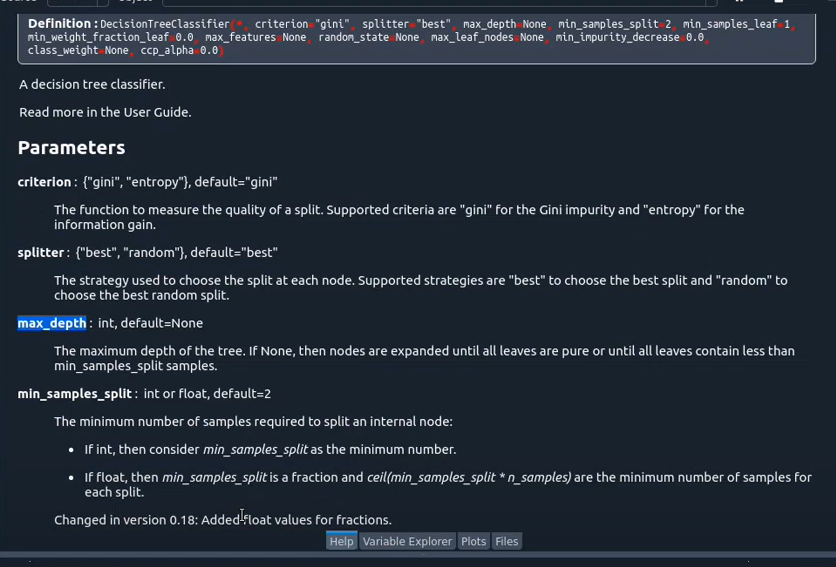 Definition : DecisionTreeClassifier(*, criterion="gini", splitter="best", max_depth=None, min_samples_split=2, min_samples_leaf=1,
min_weight_fraction_leaf=0.0, max_features=None, random_state=None, max_leaf_nodes=None, min_impurity_decrease=0.0,
class_weight=None, ccp_alpha=0.0)
A decision tree classifier.
Read more in the User Guide.
Parameters
criterion : {"gini", "entropy"}, default="gini"
The function to measure the quality of a split. Supported criteria are "gini" for the Gini impurity and "entropy" for the
information gain.
splitter : {"best", "random"}, default="best"
The strategy used to choose the split at each node. Supported strategies are "best" to choose the best split and "random" to
choose the best random split.
max_depth : int, default=None
The maximum depth of the tree. If None, then nodes are expanded until all leaves are pure or until all leaves contain less than
min_samples_split samples.
min_samples_split : int or float, default=2
The minimum number of samples required to split an internal node:
• If int, then consider min_samples_split as the minimum number.
• If float, then min_samples_split is a fraction and ceil(min_samples_split * n_samples) are the minimum number of samples for
each split.
Changed in version 0.18: Added float values for fractions.
Help Variable Explorer Plots Files